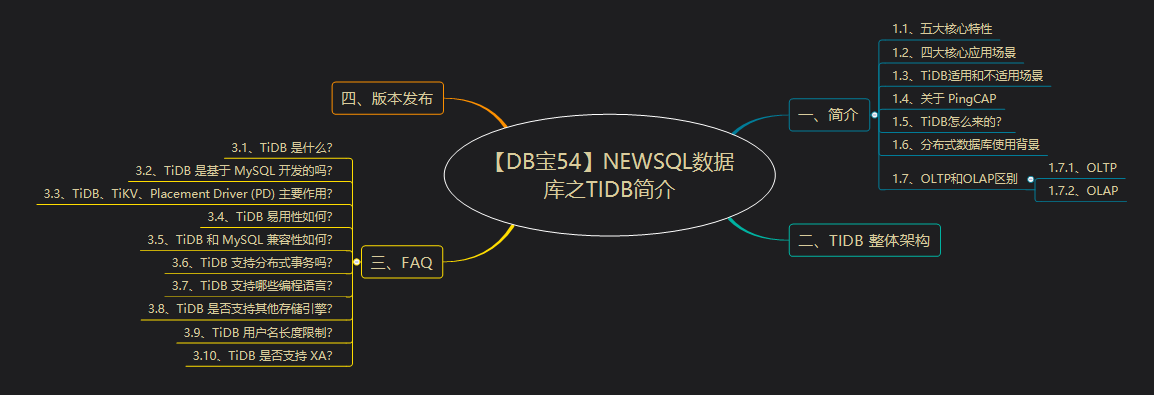 【DB宝54】NEWSQL数据
库之TIDB简介
一、简介
1.1、五大核心特性
1.2、四大核心应用场景
1.3、TiDB适用和不适用场景
1.4、关于 PingCAP
1.5、TiDB怎么来的?
1.6、分布式数据库使用背景
1.7、OLTP和OLAP区别
1.7.1、OLTP
1.7.2、OLAP
二、TIDB 整体架构
三、FAQ
3.1、TiDB 是什么?
3.2、TiDB 是基于 MySQL 开发的吗?
3.3、TiDB、TiKV、Placement Driver (PD) 主要作用?
3.4、TiDB 易用性如何?
3.5、TiDB 和 MySQL 兼容性如何?
3.6、TiDB 支持分布式事务吗?
3.7、TiDB 支持哪些编程语言?
3.8、TiDB 是否支持其他存储引擎?
3.9、TiDB 用户名长度限制?
3.10、TiDB 是否支持 XA?
四、版本发布